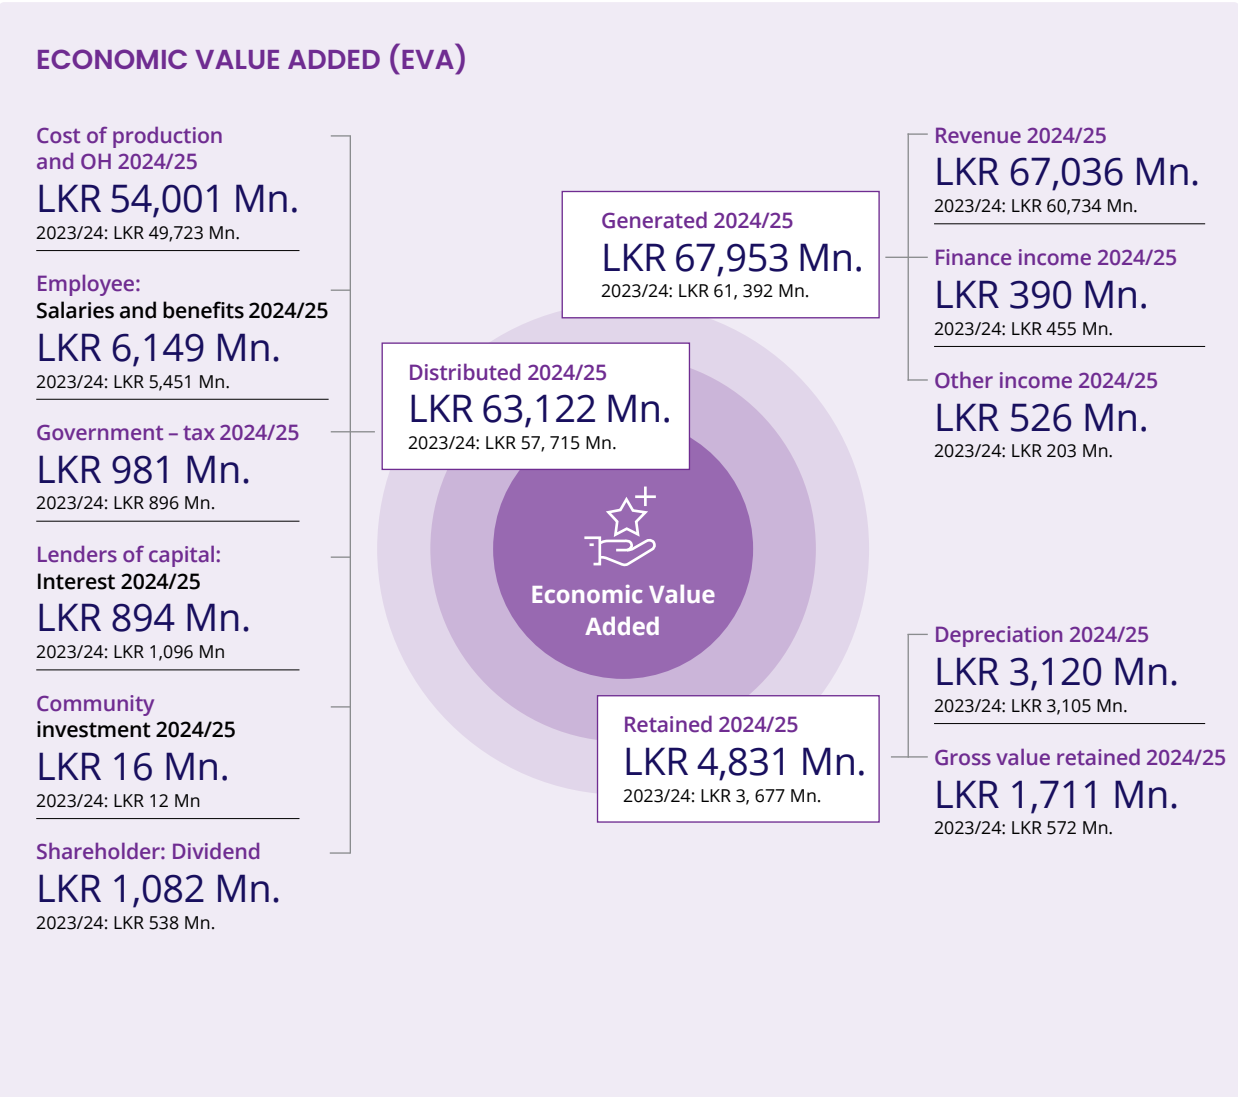 ECONOMIC VALUE ADDED (EVA)
Cost of production
and OH 2024/25
LKR 54,001 Mn.
2023/24: LKR 49,723 Mn.
Employee:
Salaries and benefits 2024/25
LKR 6,149 Mn.
2023/24: LKR 5,451 Mn.
Government – tax 2024/25
LKR 981 Mn.
2023/24: LKR 896 Mn.
Lenders of capital:
Interest 2024/25
LKR 894 Mn.
2023/24: LKR 1,096 Mn
Community
investment 2024/25
LKR 16 Mn.
2023/24: LKR 12 Mn
Shareholder: Dividend
LKR 1,082 Mn.
2023/24: LKR 538 Mn.
Distributed 2024/25
LKR 63,122 Mn.
2023/24: LKR 57, 715 Mn.
Economic Value
Added
Generated 2024/25
LKR 67,953 Mn.
2023/24: LKR 61, 392 Mn.
Revenue 2024/25
LKR 67,036 Mn.
2023/24: LKR 60,734 Mn.
Finance income 2024/25
LKR 390 Mn.
2023/24: LKR 455 Mn.
Other income 2024/25
LKR 526 Mn.
2023/24: LKR 203 Mn.
Retained 2024/25
LKR 4,831 Mn.
2023/24: LKR 3, 677 Mn.
Depreciation 2024/25
LKR 3,120 Mn.
2023/24: LKR 3,105 Mn.
Gross value retained 2024/25
LKR 1,711 Mn.
2023/24: LKR 572 Mn.